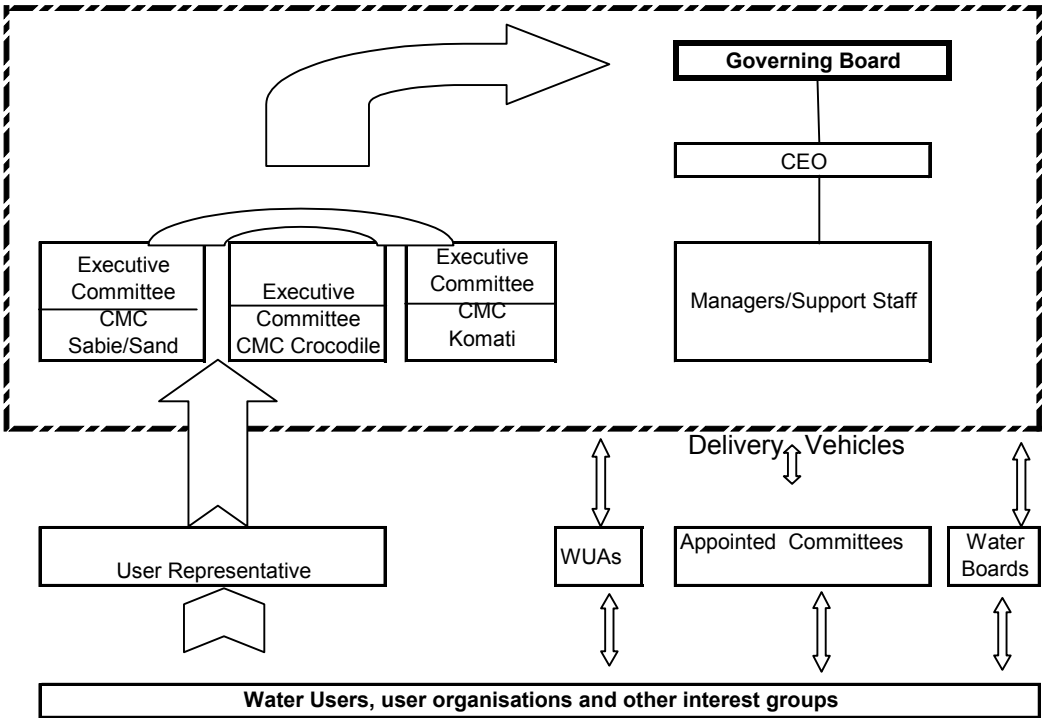 Governing Board
CEO
Managers/Support Staff
Executive
Committee
CMC
Sabie/Sand
Executive
Committee
CMC Crocodile
Executive
Committee
CMC
Komati
Delivery Vehicles
User Representative
WUAs
Appointed Committees
Water
Boards
Water Users, user organisations and other interest groups